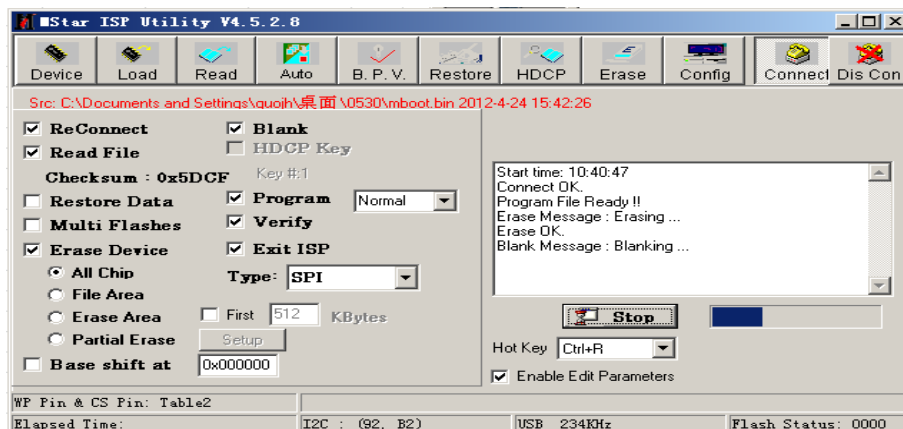 ■Star ISP Utility V4.5.2.8
Device Load Read Auto B. P. V. Restore HDCP Erase Config Connect Dis Con
Src: C:\Documents and Settings\guojh\桌面\0530\mboot.bin 2012-4-24 15:42:26
ReConnect
Blank
Read File
HDCP Key
Checksum : 0x5DCF
Key #:1
Restore Data
Program
Normal
Multi Flashes
Verify
Erase Device
Exit ISP
All Chip
Type: SPI
File Area
Erase Area
First 512 KBytes
Partial Erase
Setup
Base shift at 0x000000
Start time: 10:40:47
Connect OK.
Program File Ready !!
Erase Message : Erasing ...
Erase OK.
Blank Message : Blanking ...
Stop
Hot Key Ctrl+R
Enable Edit Parameters
WP Pin & CS Pin: Table2
Elapsed Time: I2C : (92, B2) USB 234KHz Flash Status: 0000